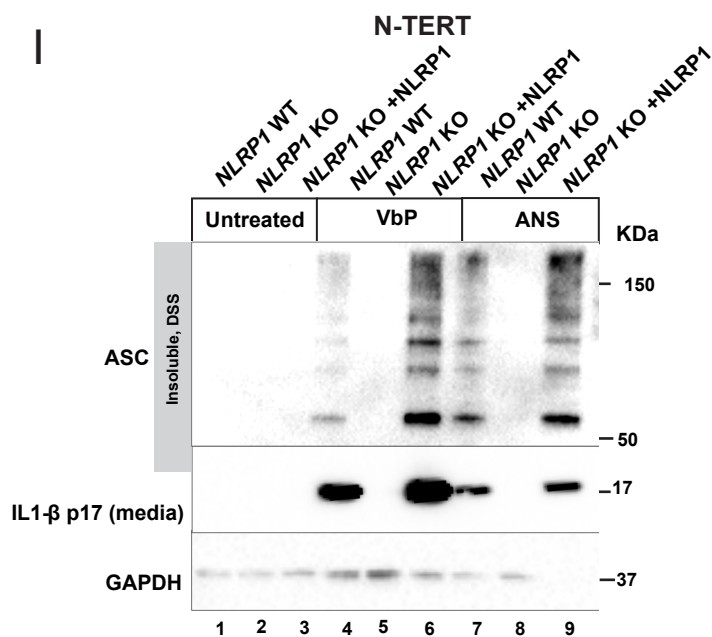 I
N-TERT
NLRP1 WT
NLRP1 KO
NLRP1 KO +NLRP1
NLRP1 WT
NLRP1 KO
NLRP1 KO +NLRP1
NLRP1 WT
NLRP1 KO
NLRP1 KO +NLRP1
Untreated VbP ANS
KDa
150
ASC
Insoluble, DSS
50
IL1-β p17 (media)
17
GAPDH
37
1 2 3 4 5 6 7 8 9